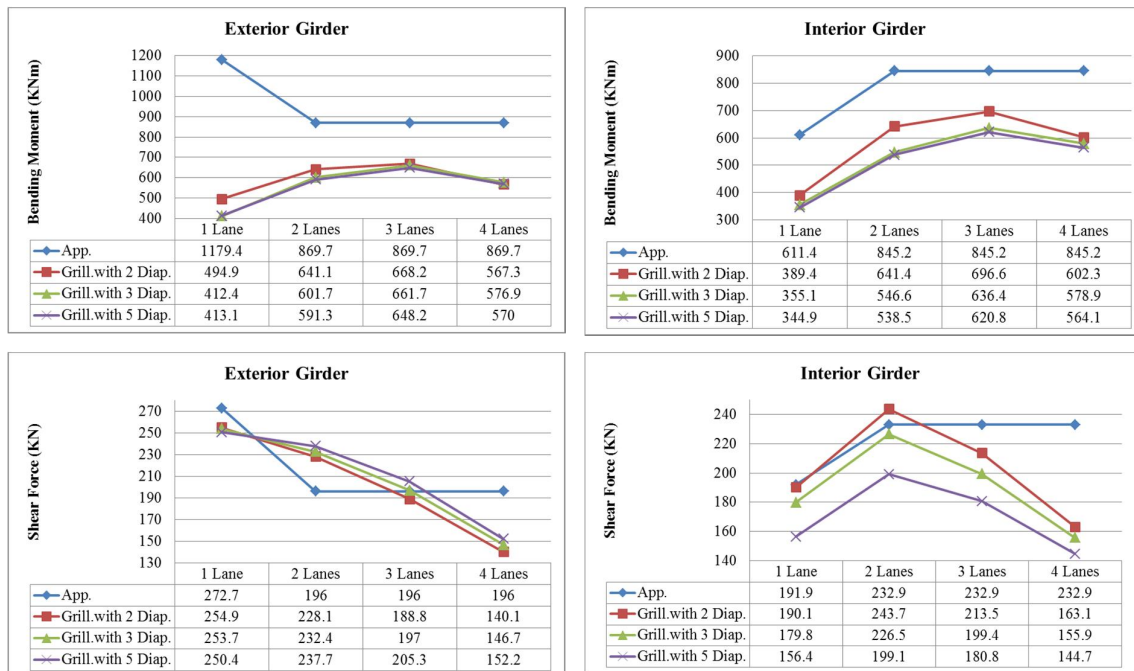 Exterior Girder
Bending Moment (KNm)
1200
1100
1000
900
800
700
600
500
400
1 Lane 2 Lanes 3 Lanes 4 Lanes
App. 1179.4 869.7 869.7 869.7
Grill.with 2 Diap. 494.9 641.1 668.2 567.3
Grill.with 3 Diap. 412.4 601.7 661.7 576.9
Grill.with 5 Diap. 413.1 591.3 648.2 570
Interior Girder
Bending Moment (KNm)
900
800
700
600
500
400
300
1 Lane 2 Lanes 3 Lanes 4 Lanes
App. 611.4 845.2 845.2 845.2
Grill.with 2 Diap. 389.4 641.4 696.6 602.3
Grill.with 3 Diap. 355.1 546.6 636.4 578.9
Grill.with 5 Diap. 344.9 538.5 620.8 564.1
Exterior Girder
Shear Force (KN)
270
250
230
210
190
170
150
130
1 Lane 2 Lanes 3 Lanes 4 Lanes
App. 272.7 196 196 196
Grill.with 2 Diap. 254.9 228.1 188.8 140.1
Grill.with 3 Diap. 253.7 232.4 197 146.7
Grill.with 5 Diap. 250.4 237.7 205.3 152.2
Interior Girder
Shear Force (KN)
240
220
200
180
160
140
1 Lane 2 Lanes 3 Lanes 4 Lanes
App. 191.9 232.9 232.9 232.9
Grill.with 2 Diap. 190.1 243.7 213.5 163.1
Grill.with 3 Diap. 179.8 226.5 199.4 155.9
Grill.with 5 Diap. 156.4 199.1 180.8 144.7